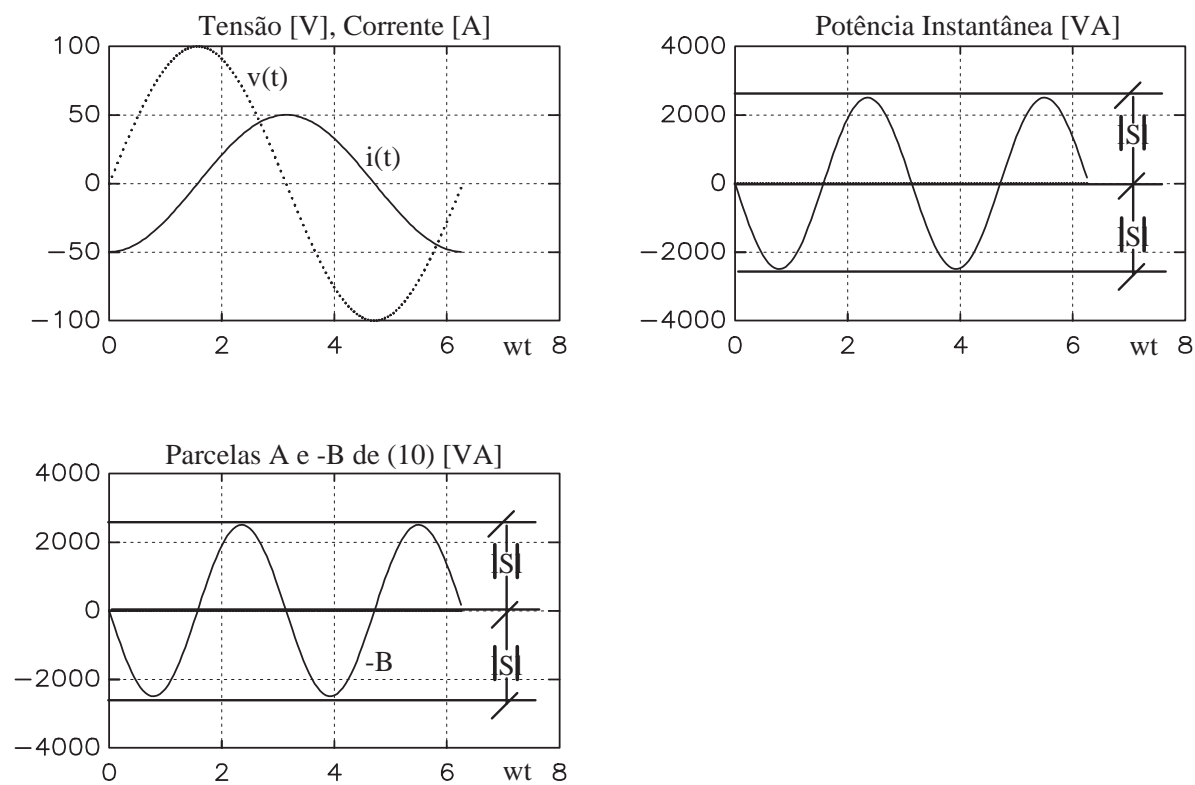 Tensão [V], Corrente [A]
100
50
0
−50
−100
v(t)
i(t)
0 2 4 6 wt 8
Potência Instantânea [VA]
4000
2000
0
−2000
−4000
|S|
|S|
0 2 4 6 wt 8
Parcelas A e -B de (10) [VA]
4000
2000
0
−2000
−4000
|S|
|S|
-B
0 2 4 6 wt 8